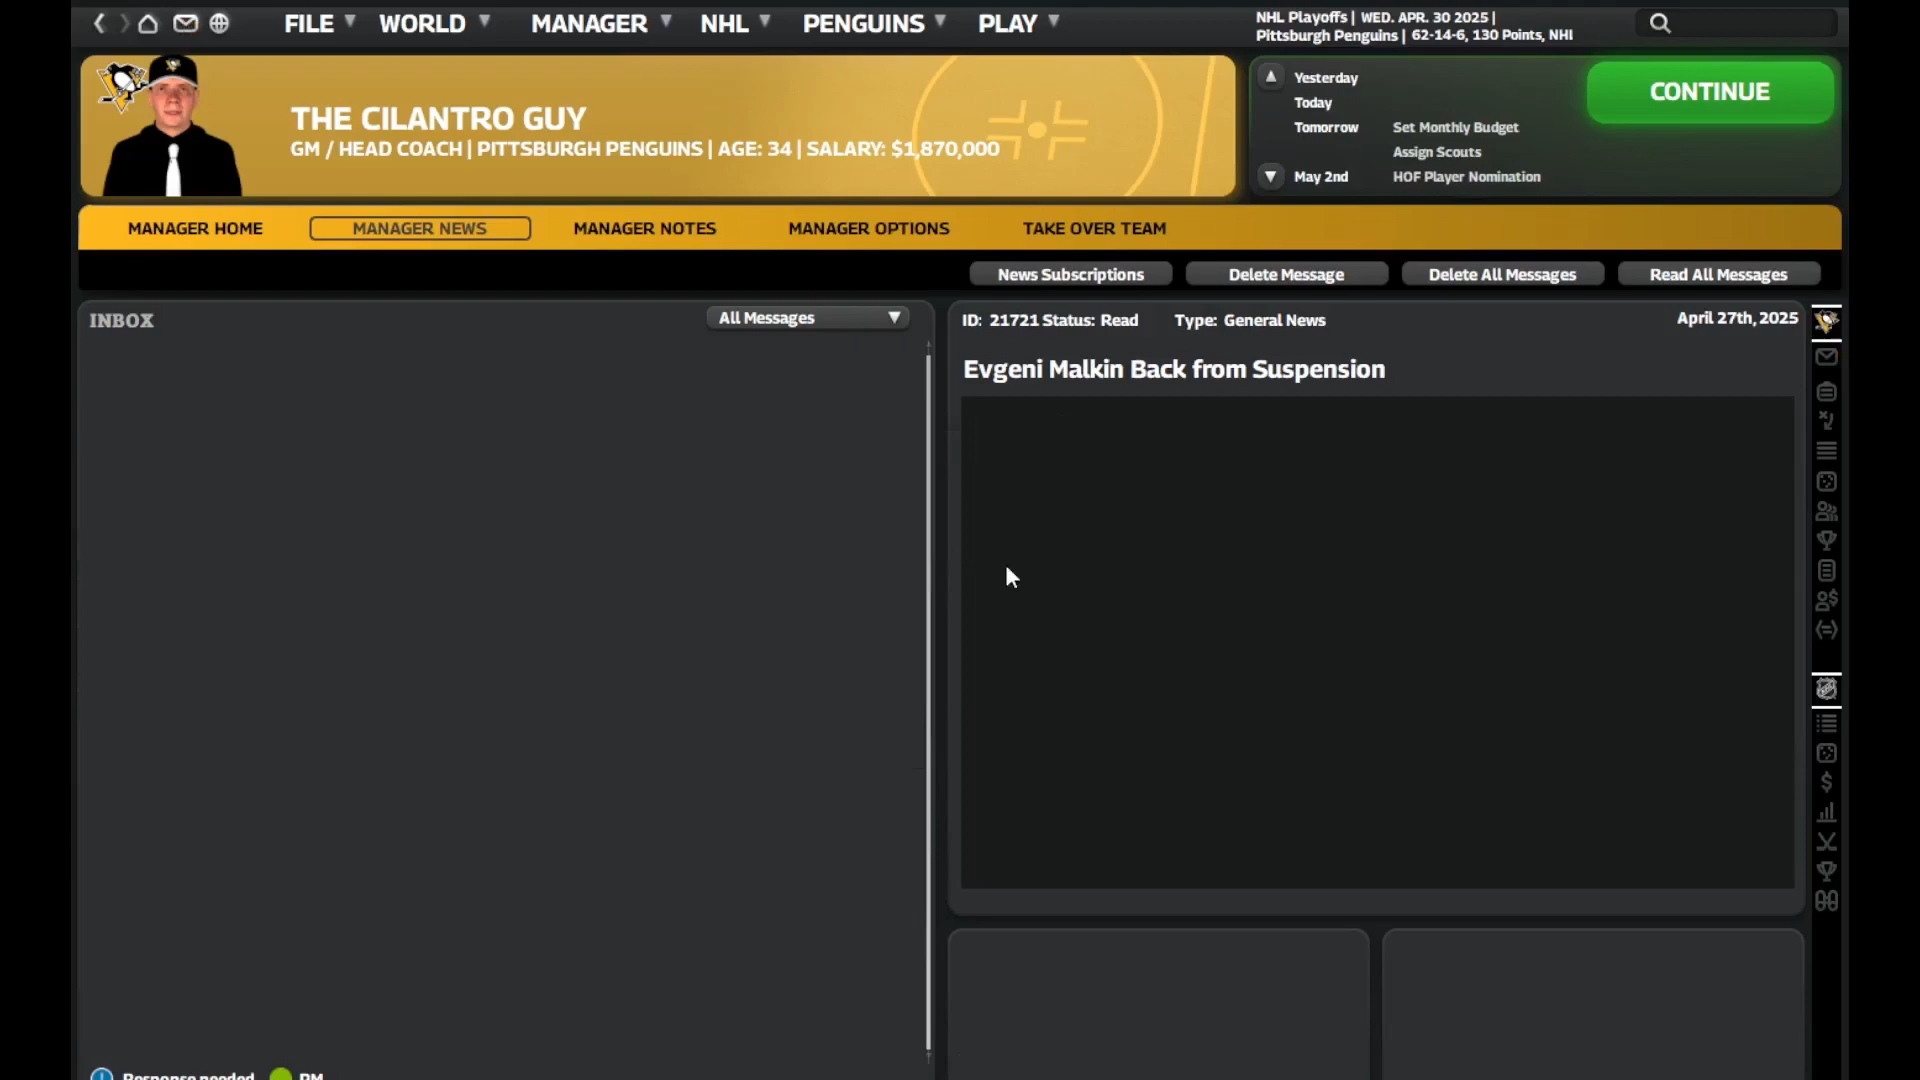 FILE WORLD MANAGER NHL PENGUINS PLAY
NHL Playoffs | WED. APR. 30 2025 |
Pittsburgh Penguins | 62-14-6, 130 Points, NHI
THE CILANTRO GUY
GM / HEAD COACH | PITTSBURGH PENGUINS | AGE: 34 | SALARY: $1,870,000
Yesterday
Today
Tomorrow Set Monthly Budget
Assign Scouts
May 2nd HOF Player Nomination
CONTINUE
MANAGER HOME MANAGER NEWS MANAGER NOTES MANAGER OPTIONS TAKE OVER TEAM
News Subscriptions Delete Message Delete All Messages Read All Messages
INBOX All Messages
ID: 21721 Status: Read Type: General News April 27th, 2025
Evgeni Malkin Back from Suspension
Response needed PM